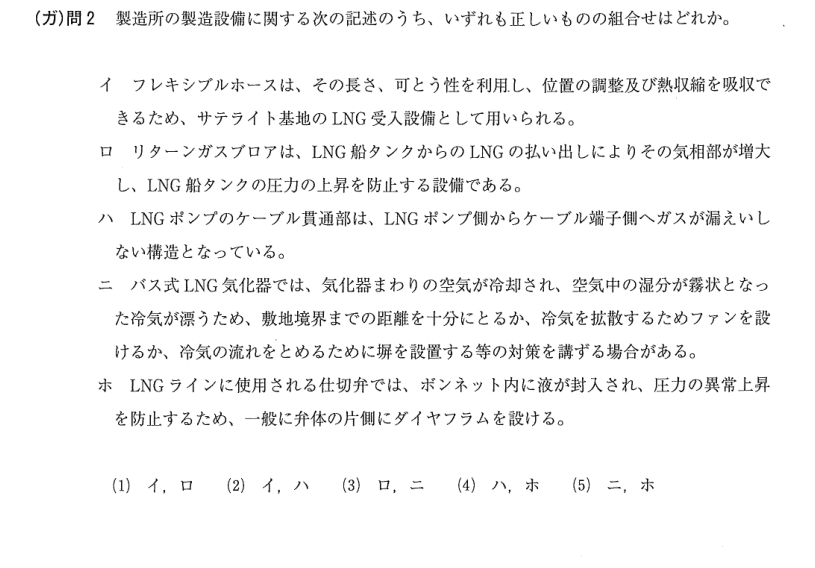 (ガ)問2 製造所の製造設備に関する次の記述のうち、いずれも正しいものの組合せはどれか。
イ フレキシブルホースは、その長さ、可とう性を利用し、位置の調整及び熱収縮を吸収で
きるため、サテライト基地のLNG受入設備として用いられる。
ロ リターンガスブロアは、LNG船タンクからのLNGの払い出しによりその気相部が増大
し、LNG船タンクの圧力の上昇を防止する設備である。
ハ LNGポンプのケーブル貫通部は、LNGポンプ側からケーブル端子側へガスが漏えいし
ない構造となっている。
ニ バス式LNG気化器では、気化器まわりの空気が冷却され、空気中の湿分が霧状となっ
た冷気が漂うため、敷地境界までの距離を十分にとるか、冷気を拡散するためファンを設
けるか、冷気の流れをとめるために塀を設置する等の対策を講ずる場合がある。
ホ LNGラインに使用される仕切弁では、ボンネット内に液が封入され、圧力の異常上昇
を防止するため、一般に弁体の片側にダイヤフラムを設ける。
(1) イ, ロ (2) イ, ハ (3) ロ, ニ (4) ハ, ホ (5) ニ, ホ